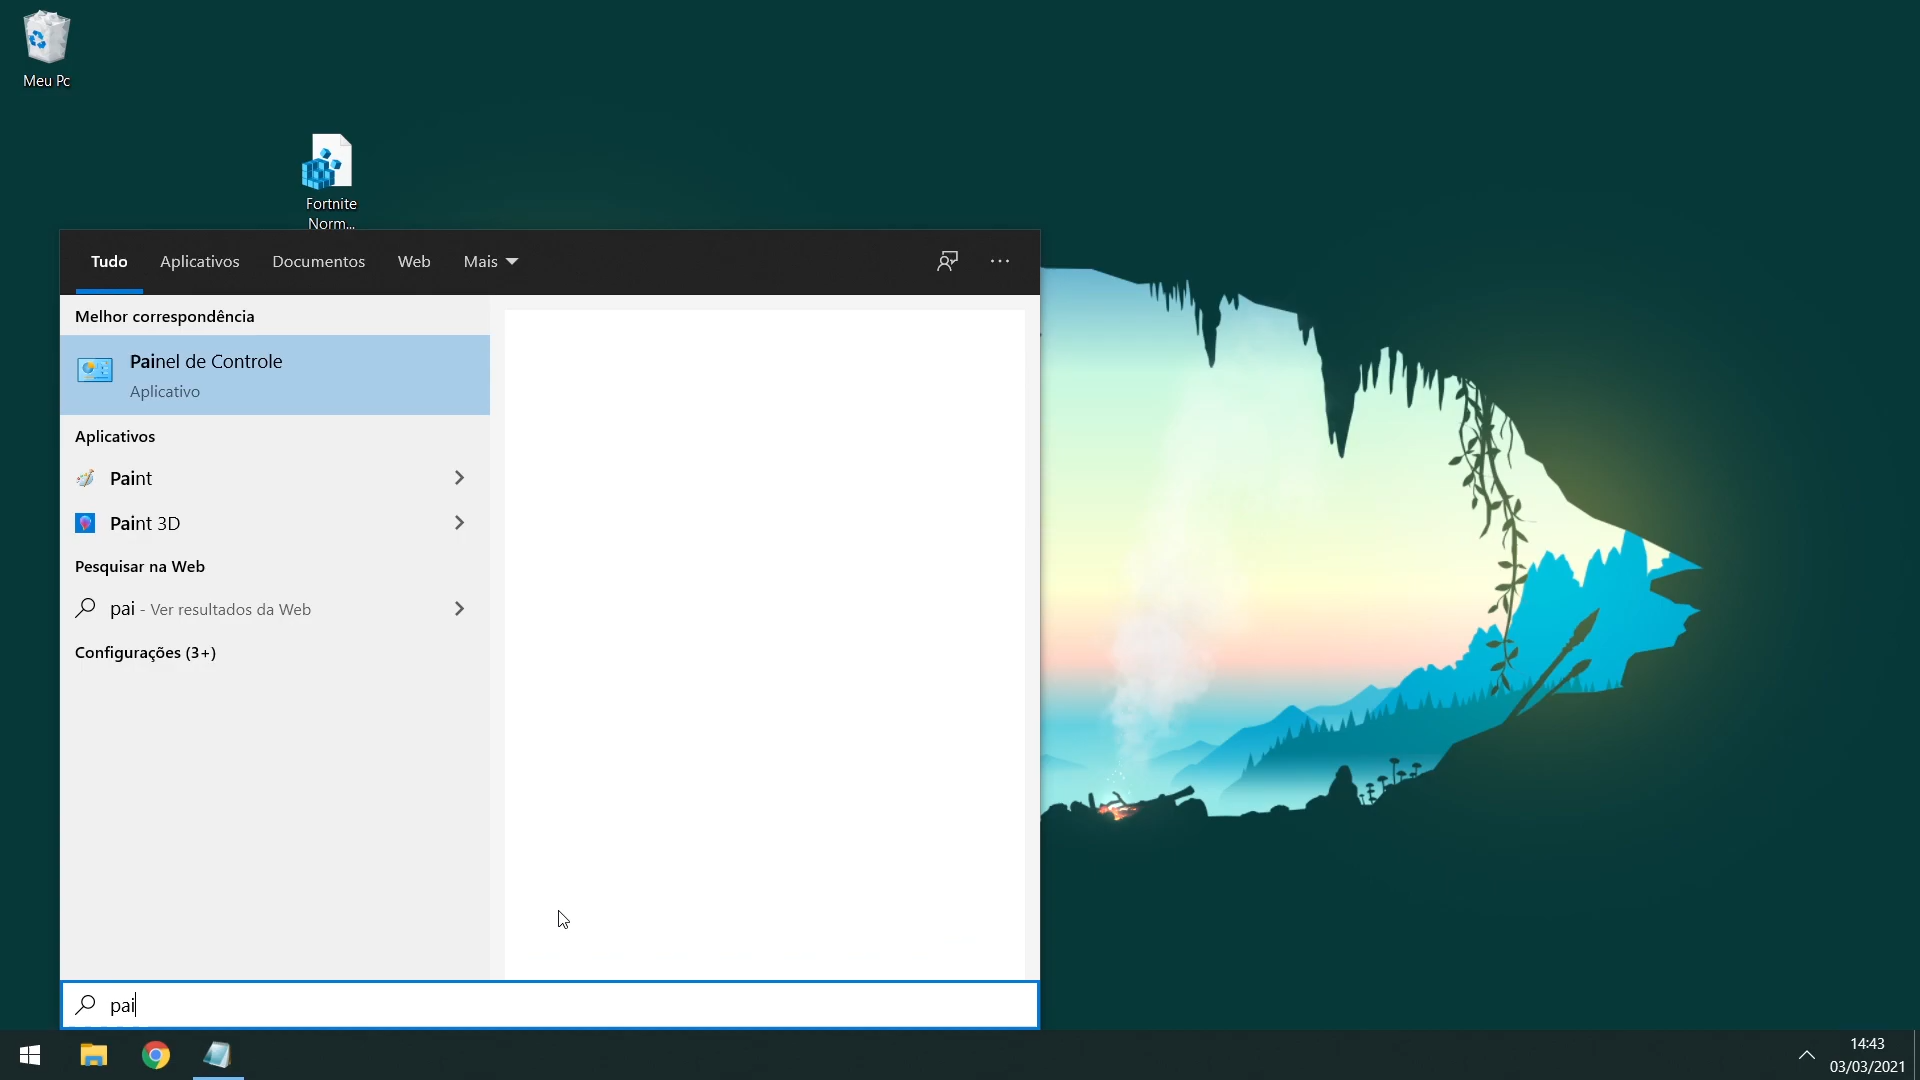 Meu Pc
Fortnite
Norm...
Tudo Aplicativos Documentos Web Mais ...
Melhor correspondência
Painel de Controle
Aplicativo
Aplicativos
Paint
Paint 3D
Pesquisar na Web
pai - Ver resultados da Web
Configurações (3+)
pai
14:43
03/03/2021